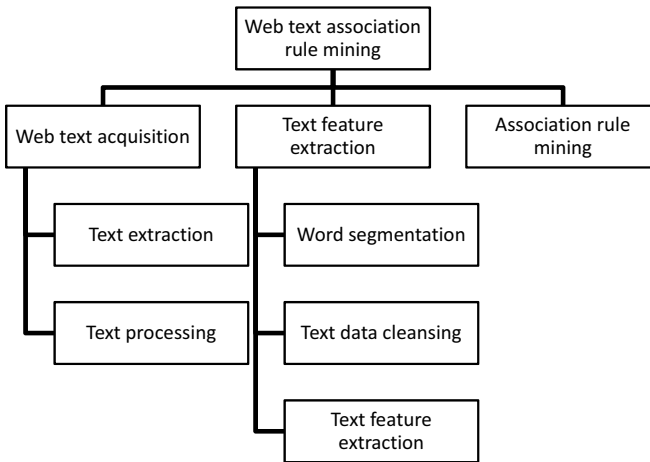 Web text association
rule mining
Web text acquisition
Text feature
extraction
Association rule
mining
Text extraction
Word segmentation
Text processing
Text data cleansing
Text feature
extraction